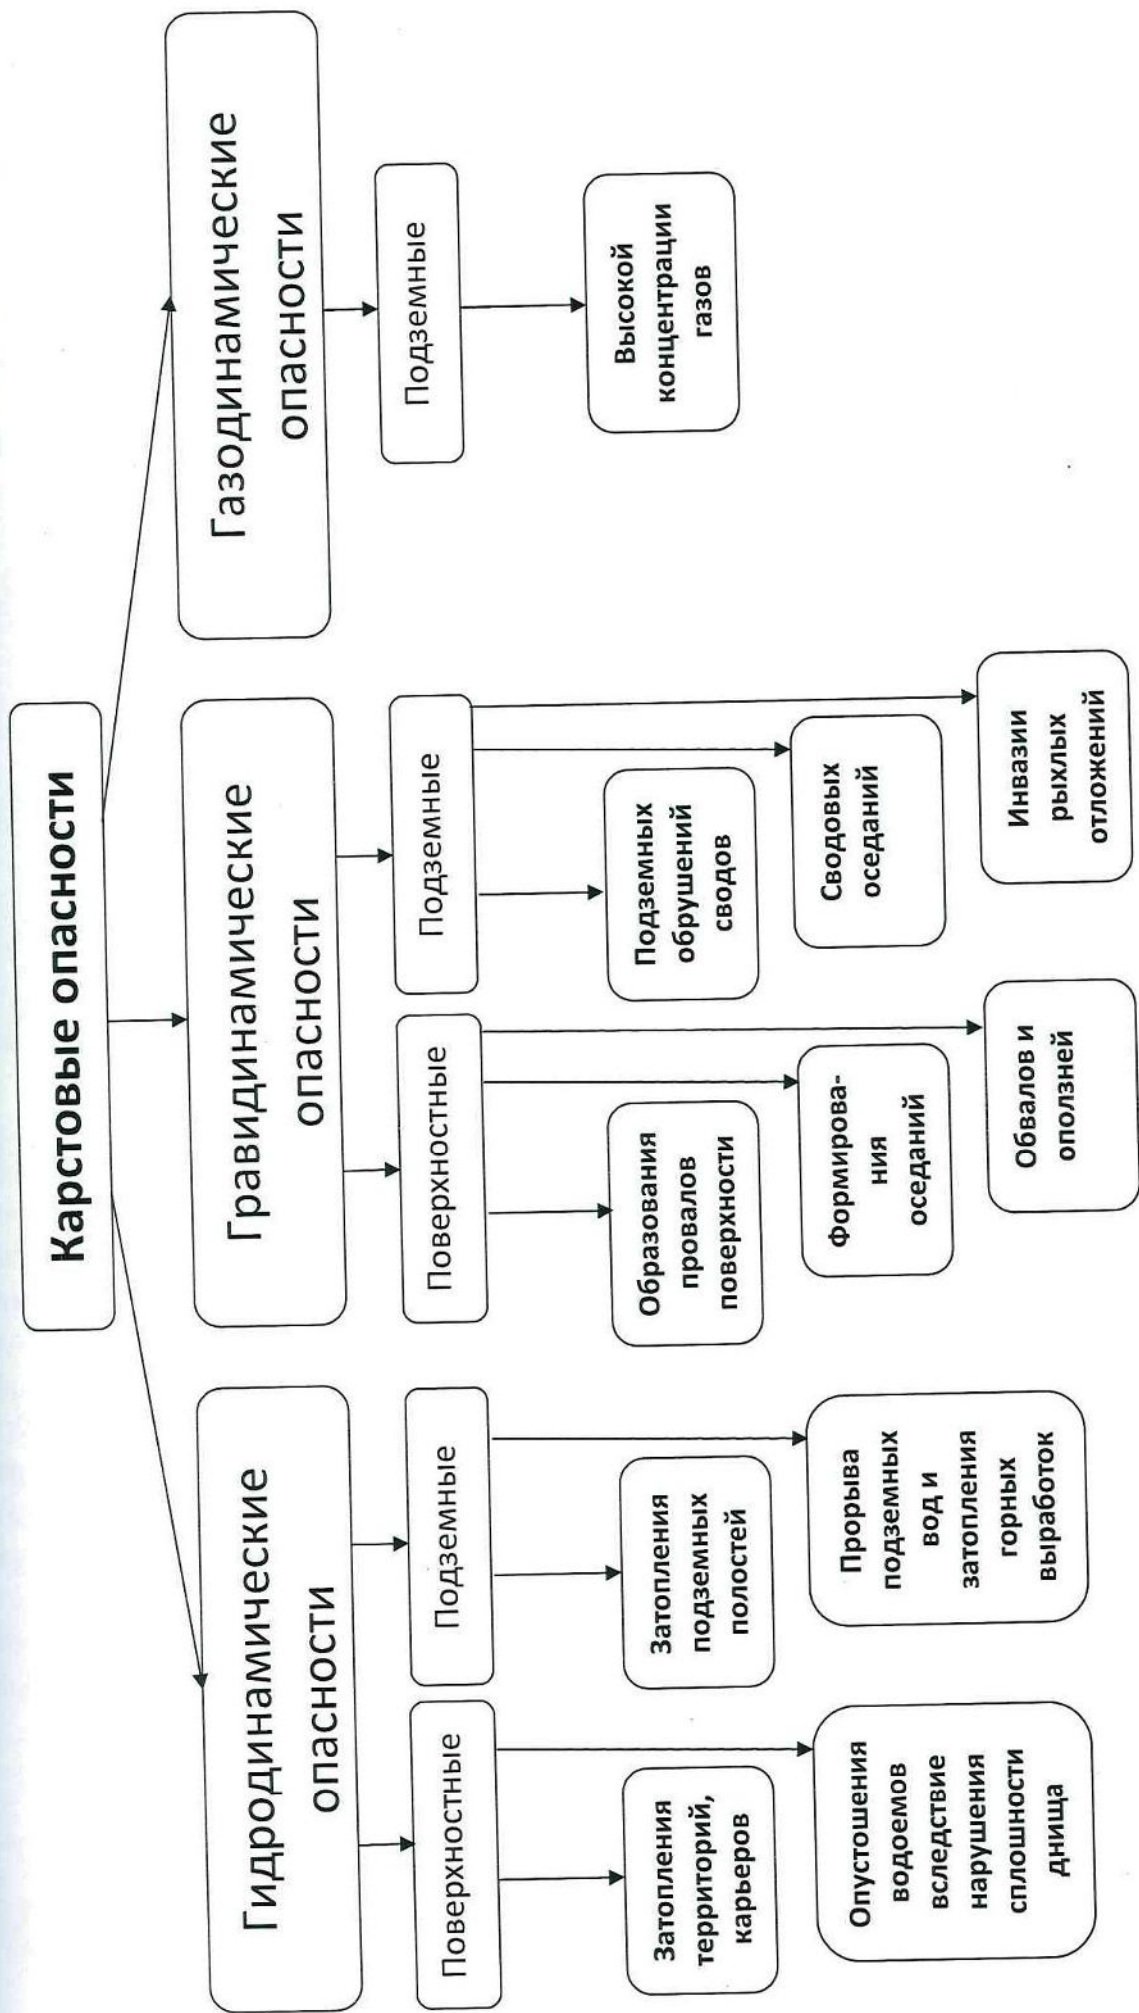 Карстовые опасности
Гидродинамические
опасности
Гравидинамические
опасности
Газодинамические
опасности
Поверхностные
Подземные
Поверхностные
Подземные
Подземные
Затопления
территорий,
карьеров
Опустошения
водоемов
вследствие
нарушения
сплошности
днища
Затопления
подземных
полостей
Прорыва
подземных
вод и
затопления
горных
выработок
Образования
провалов
поверхности
Формирова-
ния
оседаний
Обвалов и
оползней
Подземных
обрушений
сводов
Сводовых
оседаний
Инвазии
рыхлых
отложений
Высокой
концентрации
газов